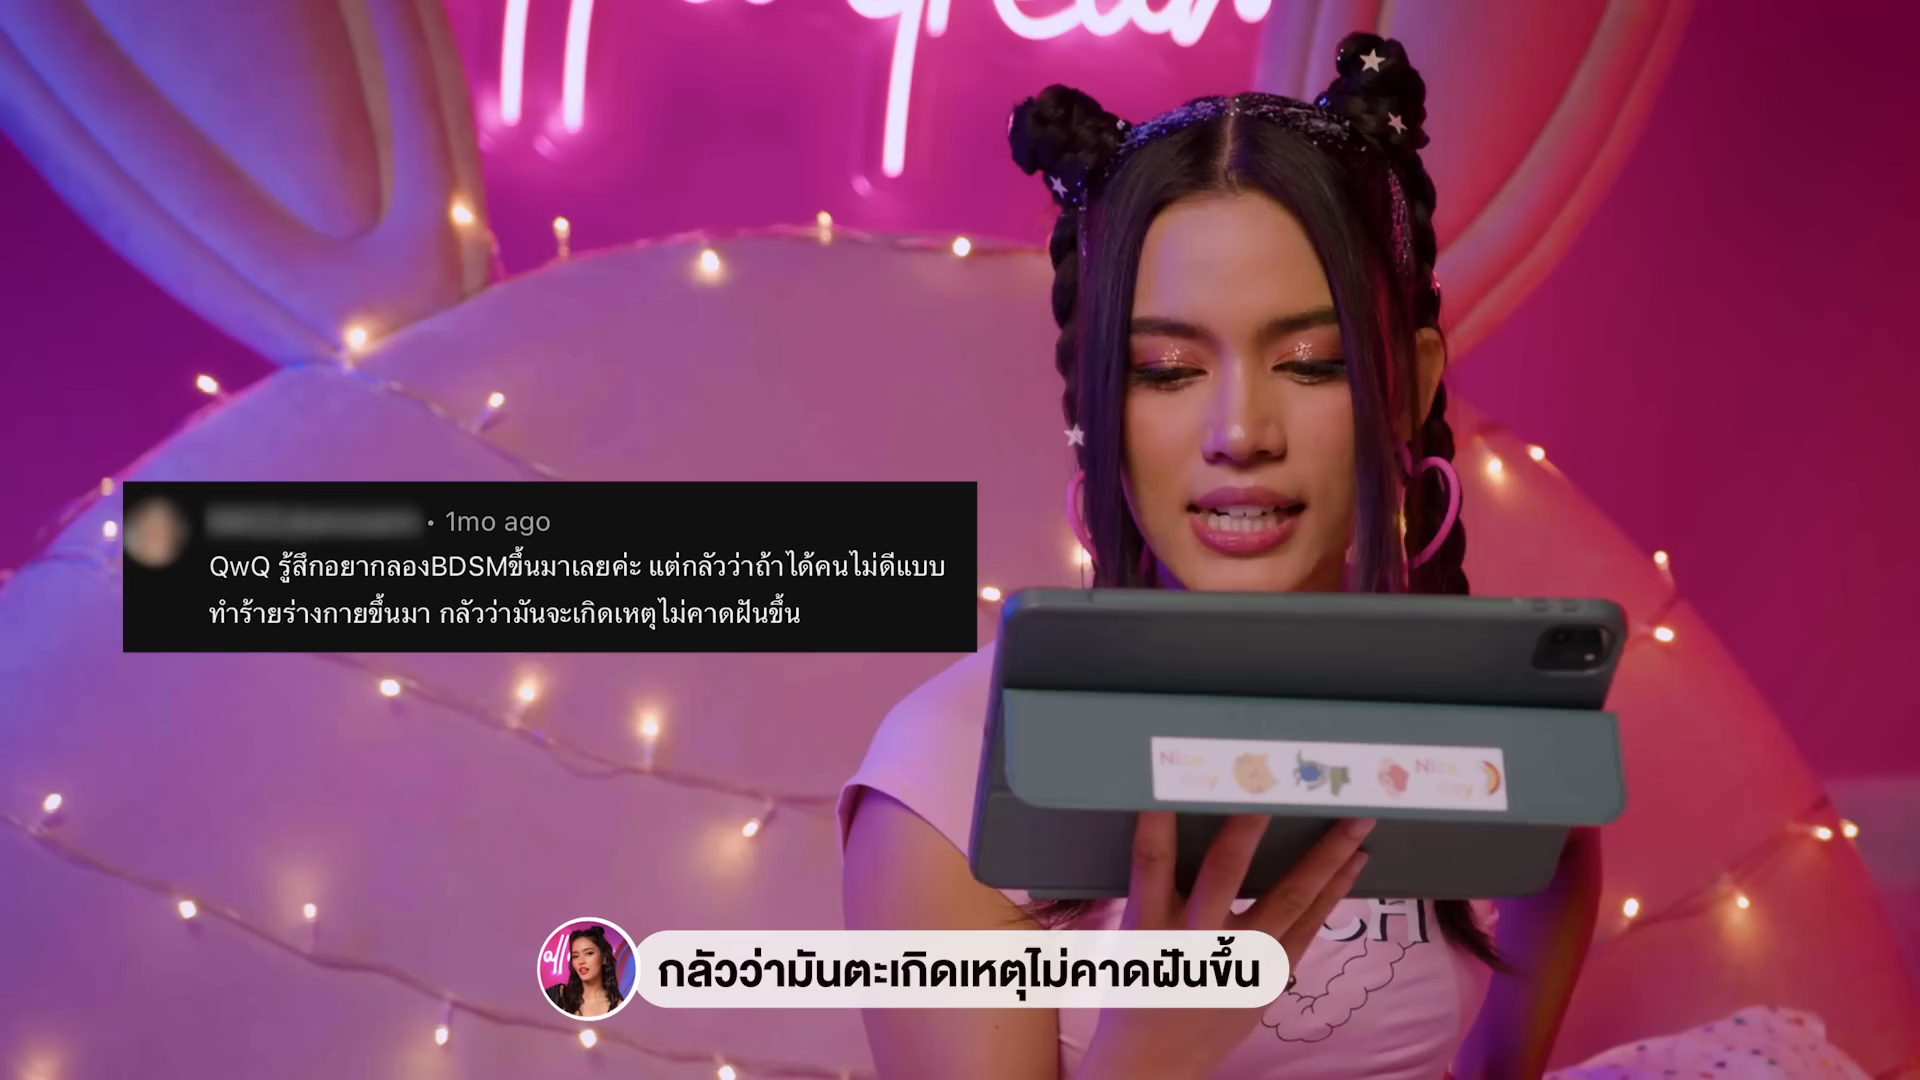 • 1mo ago
QwQ รู้สึกอยากลองBDSMขึ้นมาเลยค่ะ แต่กลัวว่าถ้าได้คนไม่ดีแบบ
ทำร้ายร่างกายขึ้นมา กลัวว่ามันจะเกิดเหตุไม่คาดฝันขึ้น
Nice Nice
day day
CH
กลัวว่ามันตะเกิดเหตุไม่คาดฝันขึ้น